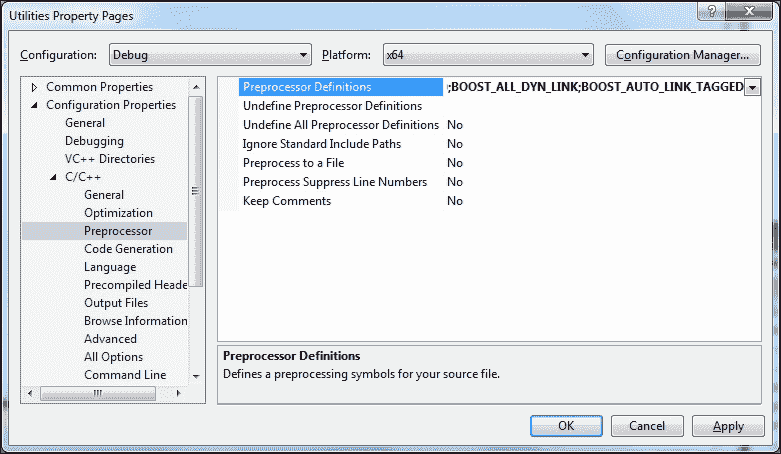 Utilities Property Pages
?
Configuration: Debug Platform: x64 Configuration Manager...
Common Properties
Configuration Properties
General
Debugging
VC++ Directories
C/C++
General
Optimization
Preprocessor
Code Generation
Language
Precompiled Heade
Output Files
Browse Information
Advanced
All Options
Command Line
Preprocessor Definitions ;BOOST_ALL_DYN_LINK;BOOST_AUTO_LINK_TAGGED
Undefine Preprocessor Definitions
Undefine All Preprocessor Definitions No
Ignore Standard Include Paths No
Preprocess to a File No
Preprocess Suppress Line Numbers No
Keep Comments No
Preprocessor Definitions
Defines a preprocessing symbols for your source file.
OK Cancel Apply